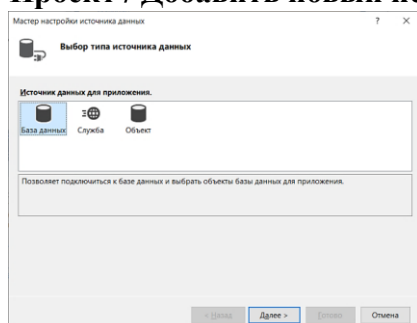 Проект / Добавить новый
Мастер настройки источника данных ? ×
Выбор типа источника данных
Источник данных для приложения.
База данных Служба Объект
Позволяет подключиться к базе данных и выбрать объекты базы данных для приложения.
< Назад Далее > Готово Отмена